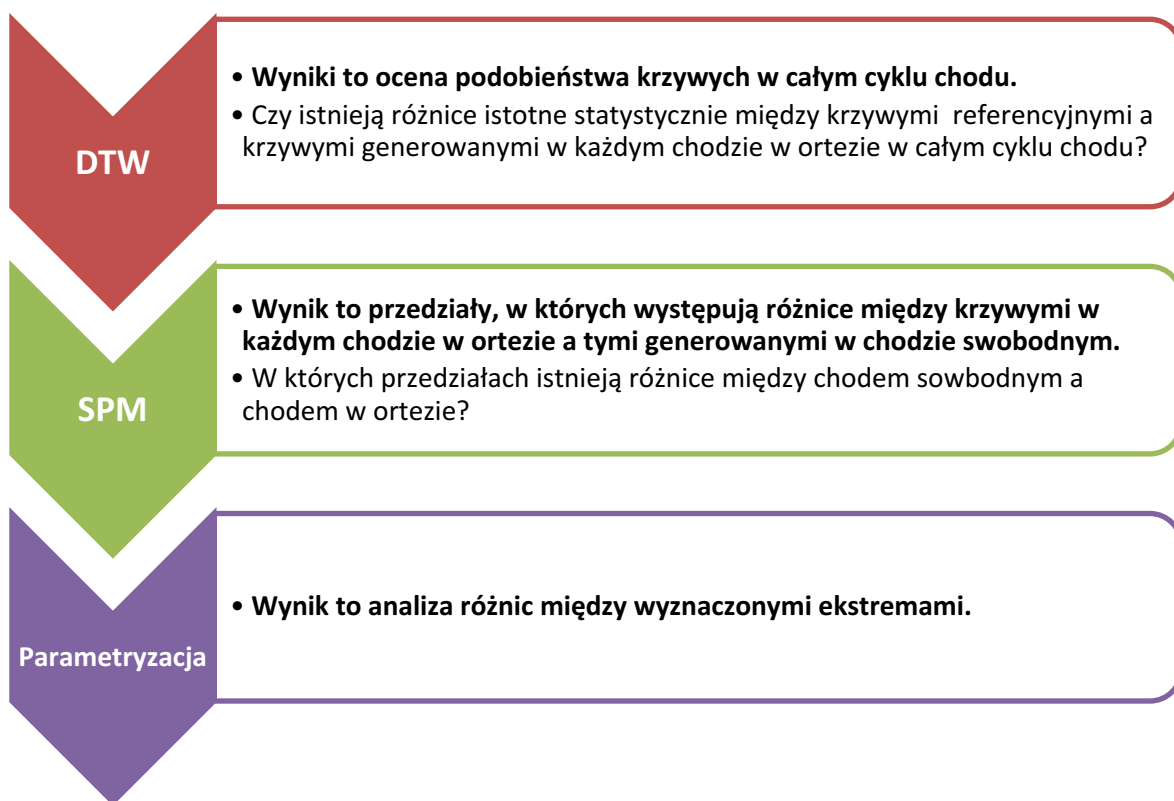 DTW
• Wyniki to ocena podobieństwa krzywych w całym cyklu chodu.
• Czy istnieją różnice istotne statystycznie między krzywymi referencyjnymi a
krzywymi generowanymi w każdym chodzie w ortezie w całym cyklu chodu?
SPM
• Wynik to przedziały, w których występują różnice między krzywymi w
każdym chodzie w ortezie a tymi generowanymi w chodzie swobodnym.
• W których przedziałach istnieją różnice między chodem sowbodnym a
chodem w ortezie?
Parametryzacja
• Wynik to analiza różnic między wyznaczonymi ekstremami.